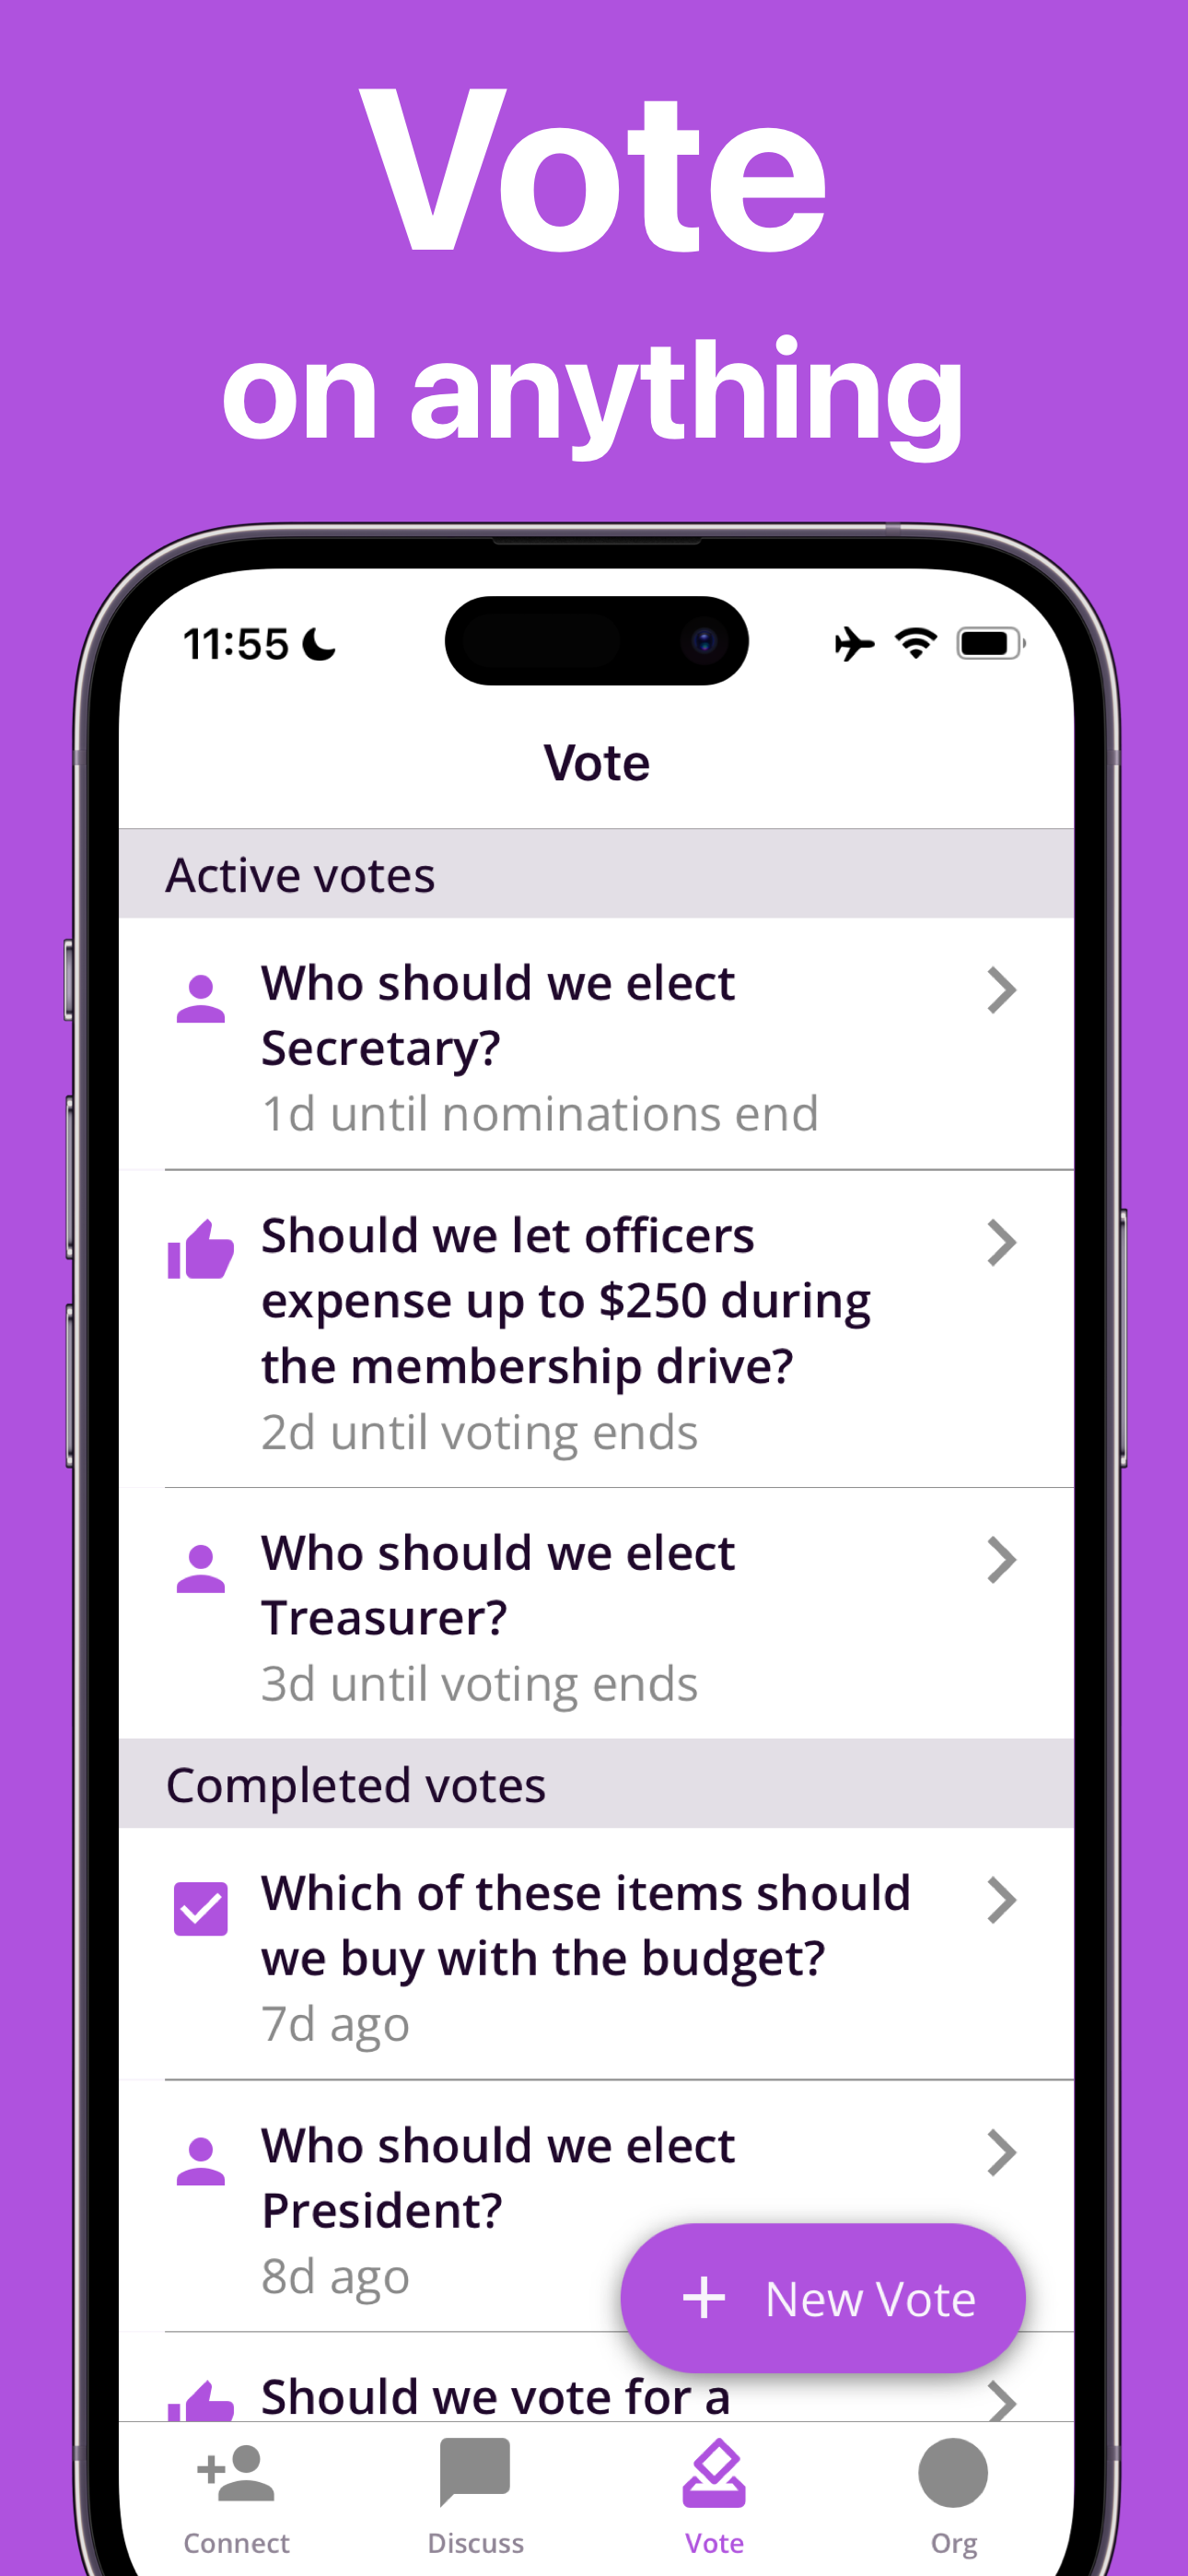 Vote
on anything
11:55
Vote
Active votes
Who should we elect
Secretary?
1d until nominations end
Should we let officers
expense up to $250 during
the membership drive?
2d until voting ends
Who should we elect
Treasurer?
3d until voting ends
Completed votes
Which of these items should
we buy with the budget?
7d ago
Who should we elect
President?
8d ago
+ New Vote
Should we vote for a
Connect
Discuss
Vote
Org